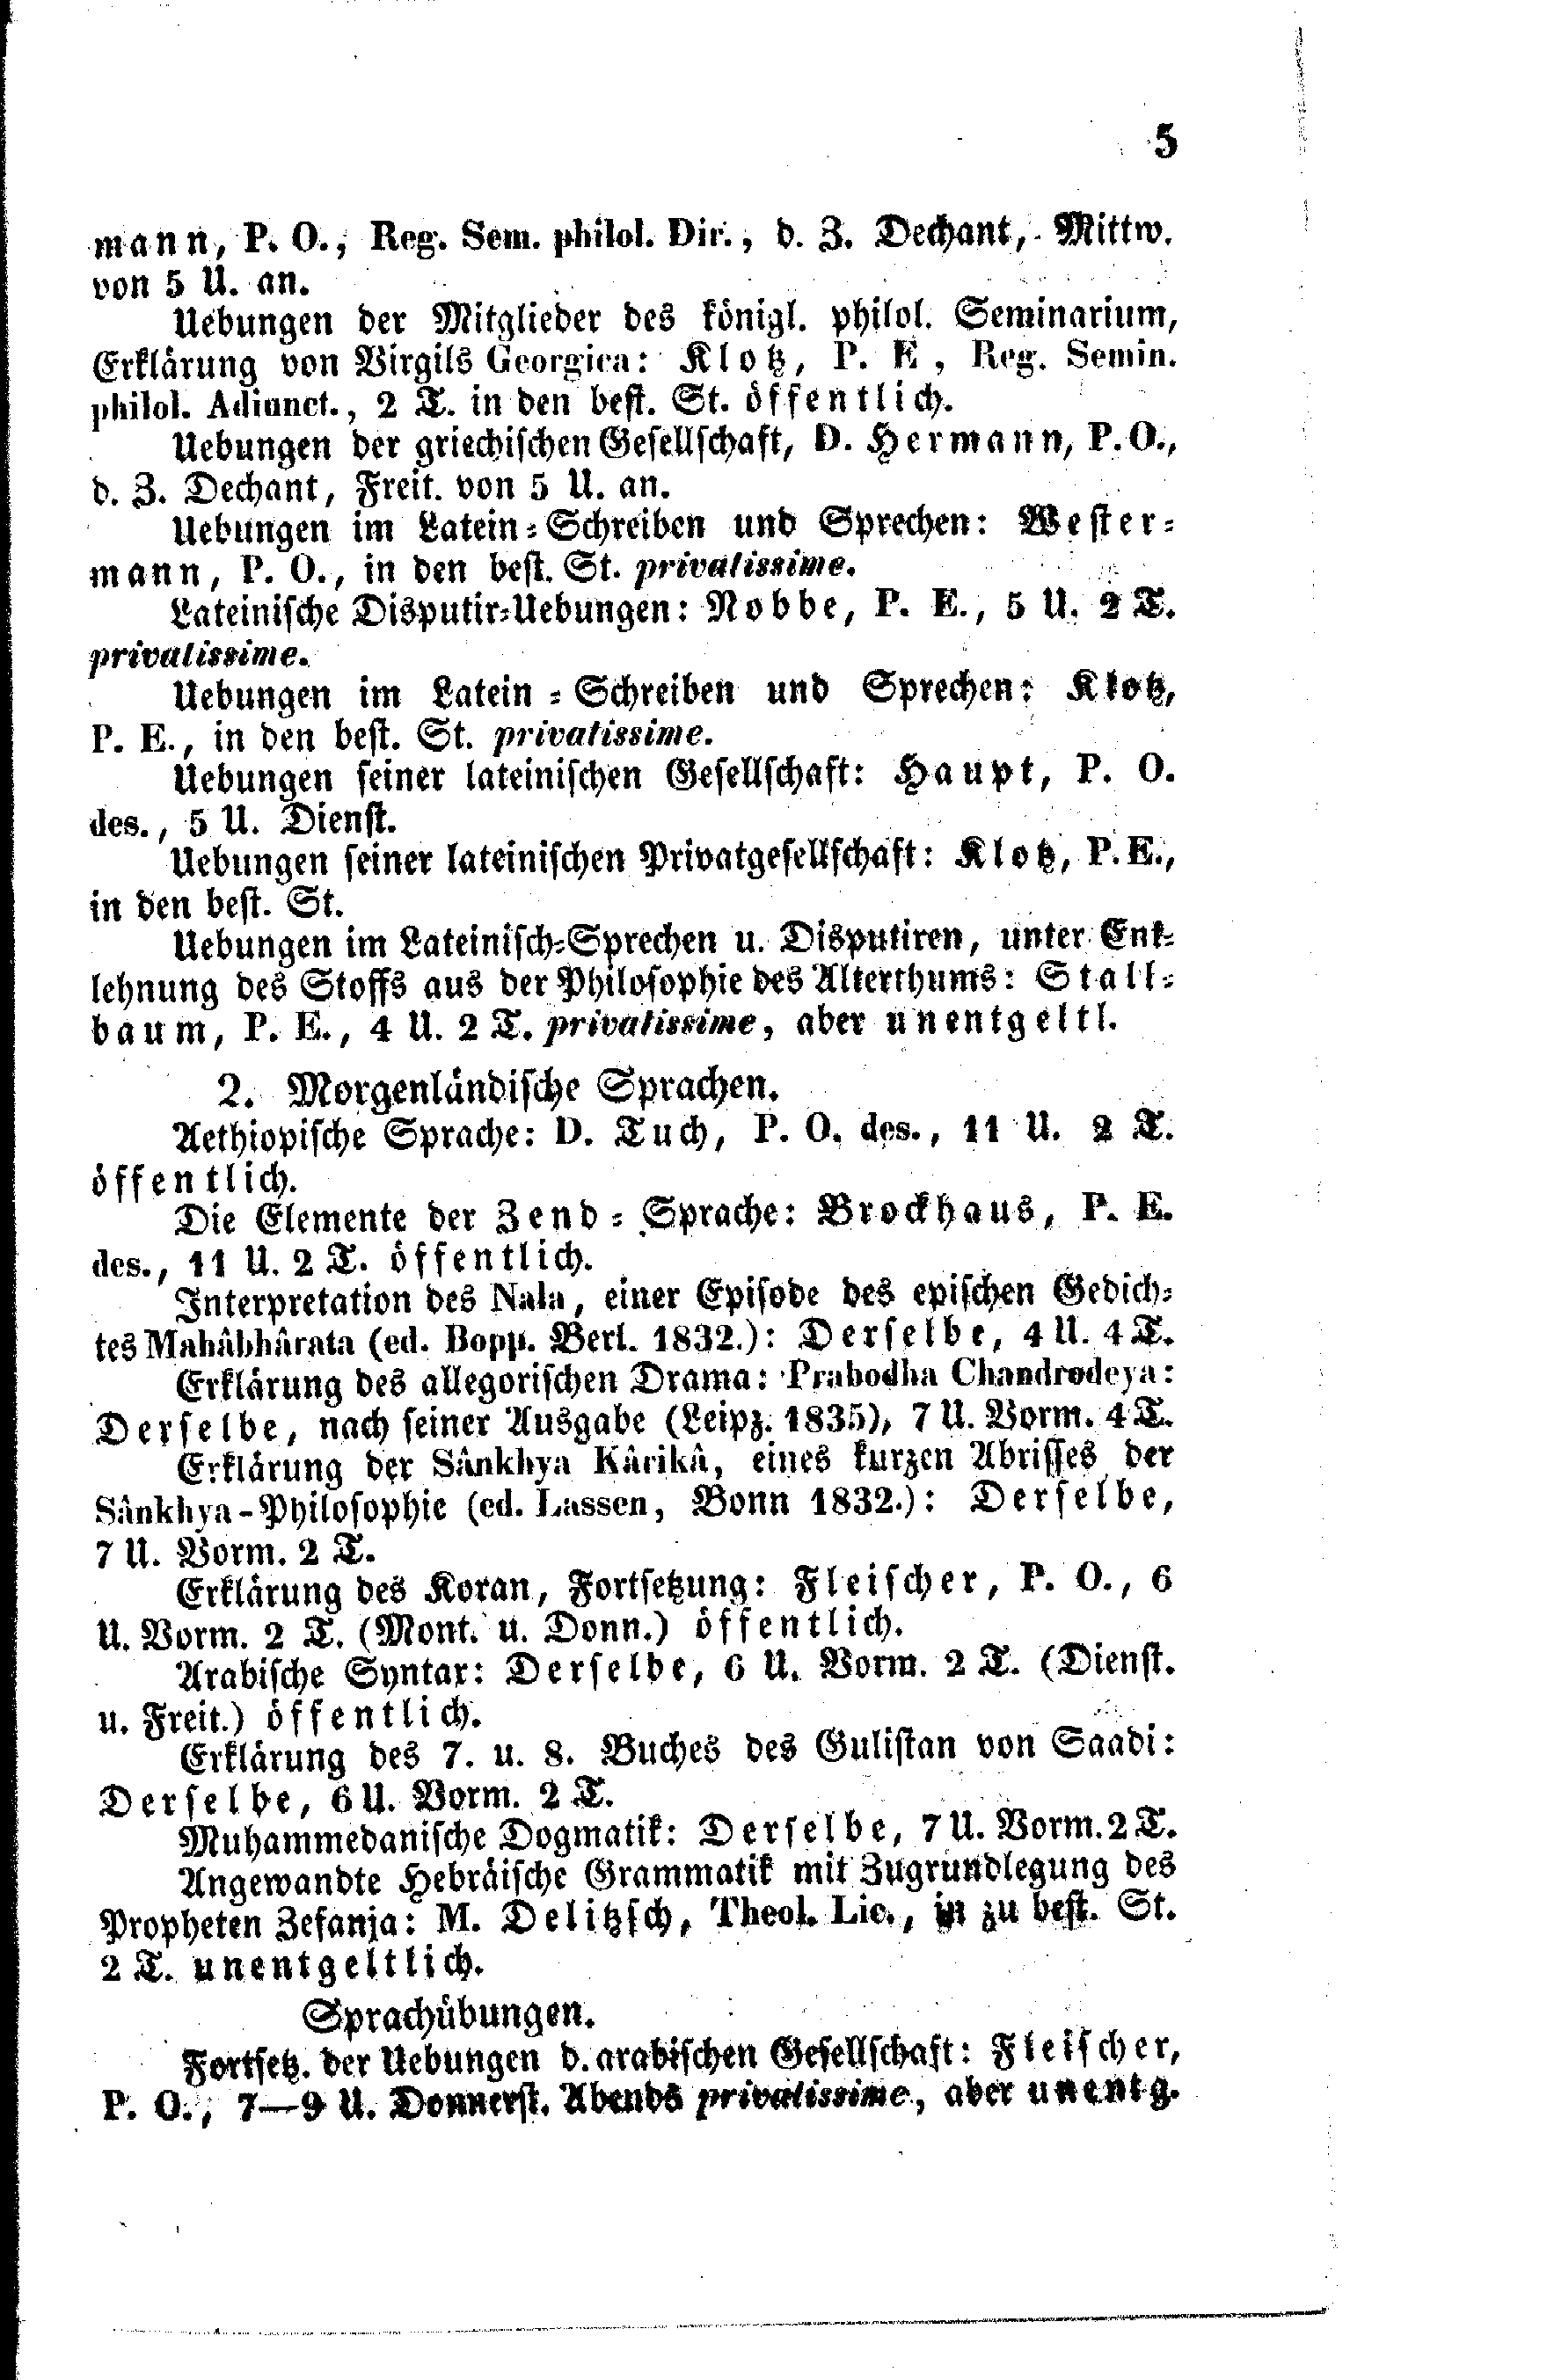 5
mann, P. O., Reg. Sem. philol. Dir., d. Z. Dechant, Mittw.
von 5 U. an.
Uebungen der Mitglieder des königl. philol. Seminarium,
Erklärung von Virgils Georgica: Klotz, P. E, Reg. Semin.
philol. Adiunct., 2 T. in den best. St. öffentlich.
Uebungen der griechischen Gesellschaft, D. Hermann, P. O.,
d. Z. Dechant, Freit. von 5 U. an.
Uebungen im Latein-Schreiben und Sprechen: Wester-
mann, P. O., in den best. St. privatissime.
Lateinische Disputir-Uebungen: Nobbe, P. E., 5 U. 2 T.
privatissime.
Uebungen im Latein-Schreiben und Sprechen: Klotz,
P. E., in den best. St. privatissime.
Uebungen seiner lateinischen Gesellschaft: Haupt, P. O.
des., 5 U. Dienst.
Uebungen seiner lateinischen Privatgesellschaft: Klotz, P. E.,
in den best. St.
Uebungen im Lateinisch-Sprechen u. Disputiren, unter Ent-
lehnung des Stoffs aus der Philosophie des Alterthums: Stall-
baum, P. E., 4 U. 2 T. privatissime, aber unentgeltl.
2. Morgenländische Sprachen.
Aethiopische Sprache: D. Tuch, P. O. des., 11 U. 2 T.
öffentlich.
Die Elemente der Zend-Sprache: Brockhaus, P. E.
des., 11 U. 2 T. öffentlich.
Interpretation des Nala, einer Episode des epischen Gedich-
tes Mahâbhârata (ed. Bopp. Berl. 1832.): Derselbe, 4 U. 4 T.
Erklärung des allegorischen Drama: Prabodha Chandrodeya:
Derselbe, nach seiner Ausgabe (Leipz. 1835), 7 U. Vorm. 4 T.
Erklärung der Sânkhya Kârikâ, eines kurzen Abrisses der
Sânkhya-Philosophie (ed. Lassen, Bonn 1832.): Derselbe,
7 U. Vorm. 2 T.
Erklärung des Koran, Fortsetzung: Fleischer, P. O., 6
U. Vorm. 2 T. (Mont. u. Donn.) öffentlich.
Arabische Syntax: Derselbe, 6 U. Vorm. 2 T. (Dienst.
u. Freit.) öffentlich.
Erklärung des 7. u. 8. Buches des Gulistan von Saadi:
Derselbe, 6 U. Vorm. 2 T.
Muhammedanische Dogmatik: Derselbe, 7 U. Vorm. 2 T.
Angewandte Hebräische Grammatik mit Zugrundlegung des
Propheten Zefanja: M. Delitzsch, Theol. Lic., in zu best. St.
2 T. unentgeltlich.
Sprachübungen.
Fortsetz. der Uebungen d. arabischen Gesellschaft: Fleischer,
P. O., 7—9 U. Donnerst. Abends privatissime, aber unentg.